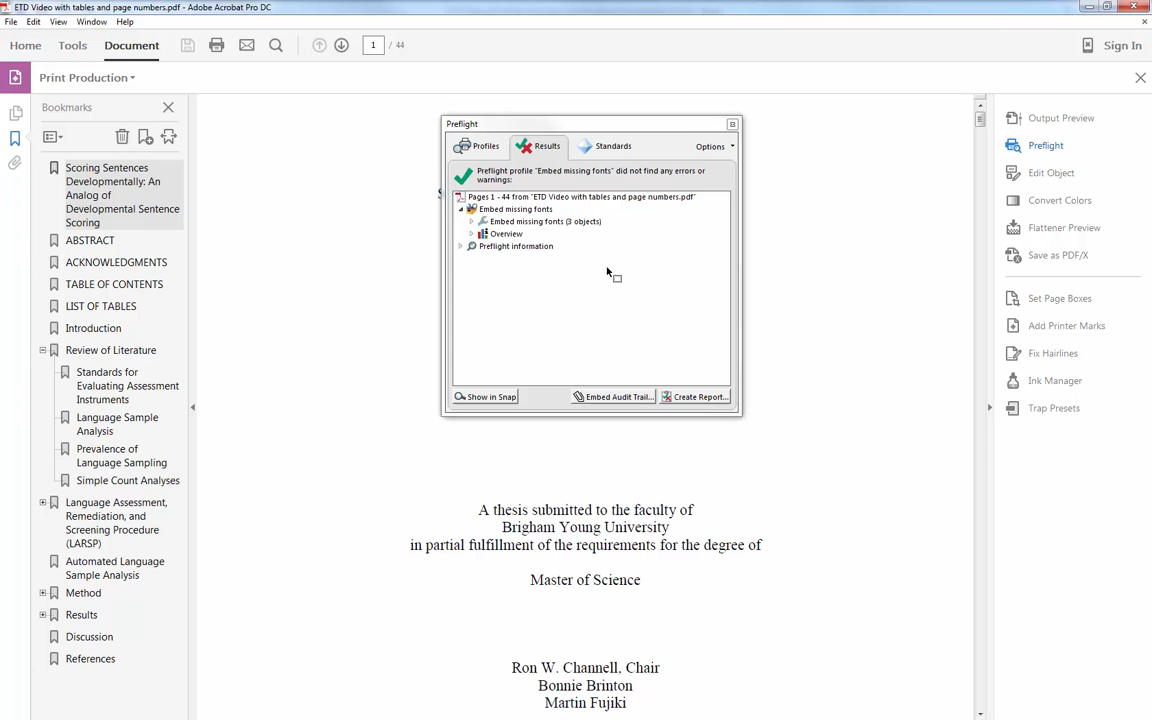 ETD Video with tables and page numbers.pdf - Adobe Acrobat Pro DC
File Edit View Window Help
Home Tools Document 1 / 44 Sign In
Print Production
Bookmarks
Scoring Sentences
Developmentally: An
Analog of
Developmental Sentence
Scoring
ABSTRACT
ACKNOWLEDGMENTS
TABLE OF CONTENTS
LIST OF TABLES
Introduction
Review of Literature
Standards for
Evaluating Assessment
Instruments
Language Sample
Analysis
Prevalence of
Language Sampling
Simple Count Analyses
Language Assessment,
Remediation, and
Screening Procedure
(LARSP)
Automated Language
Sample Analysis
Method
Results
Discussion
References
Preflight
Profiles Results Standards Options
Preflight profile "Embed missing fonts" did not find any errors or
warnings:
Pages 1 - 44 from "ETD Video with tables and page numbers.pdf"
Embed missing fonts
Embed missing fonts (3 objects)
Overview
Preflight information
Show in Snap Embed Audit Trail... Create Report...
A thesis submitted to the faculty of
Brigham Young University
in partial fulfillment of the requirements for the degree of
Master of Science
Ron W. Channell, Chair
Bonnie Brinton
Martin Fujiki
Output Preview
Preflight
Edit Object
Convert Colors
Flattener Preview
Save as PDF/X
Set Page Boxes
Add Printer Marks
Fix Hairlines
Ink Manager
Trap Presets